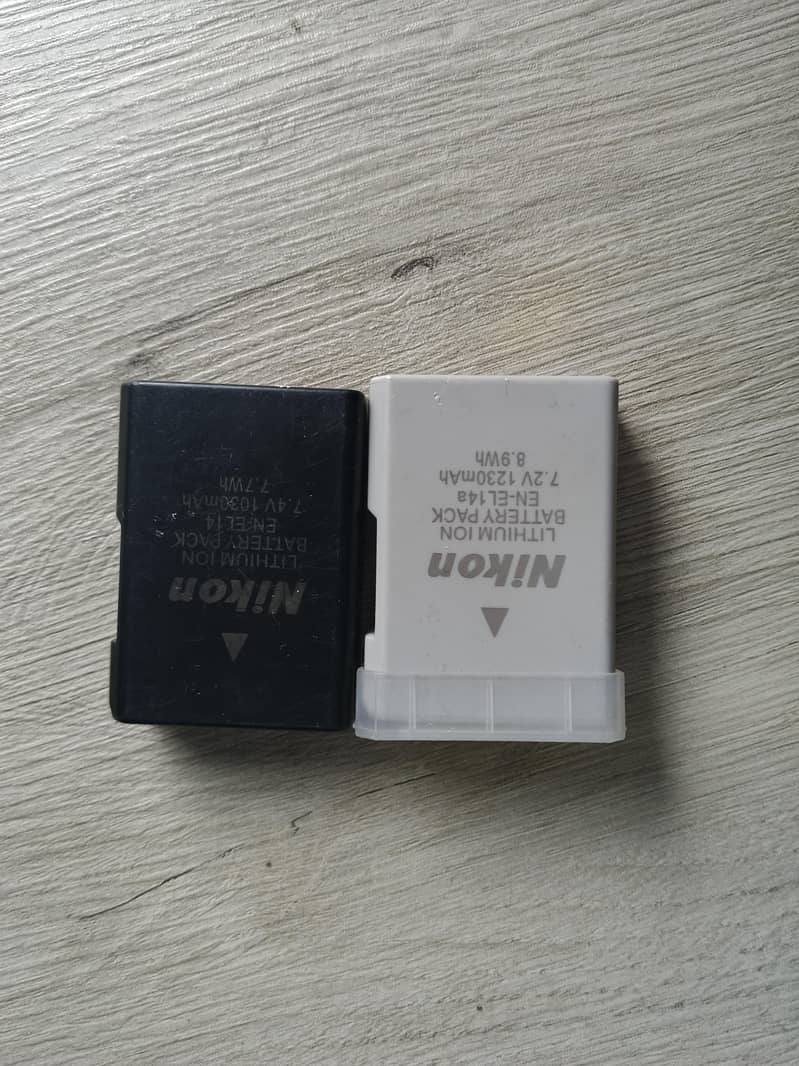 Nikon
LITHIUM ION
BATTERY PACK
EN-EL14
7.4V 1030mAh
7.7Wh
Nikon
LITHIUM ION
BATTERY PACK
EN-EL14a
7.2V 1230mAh
8.9Wh